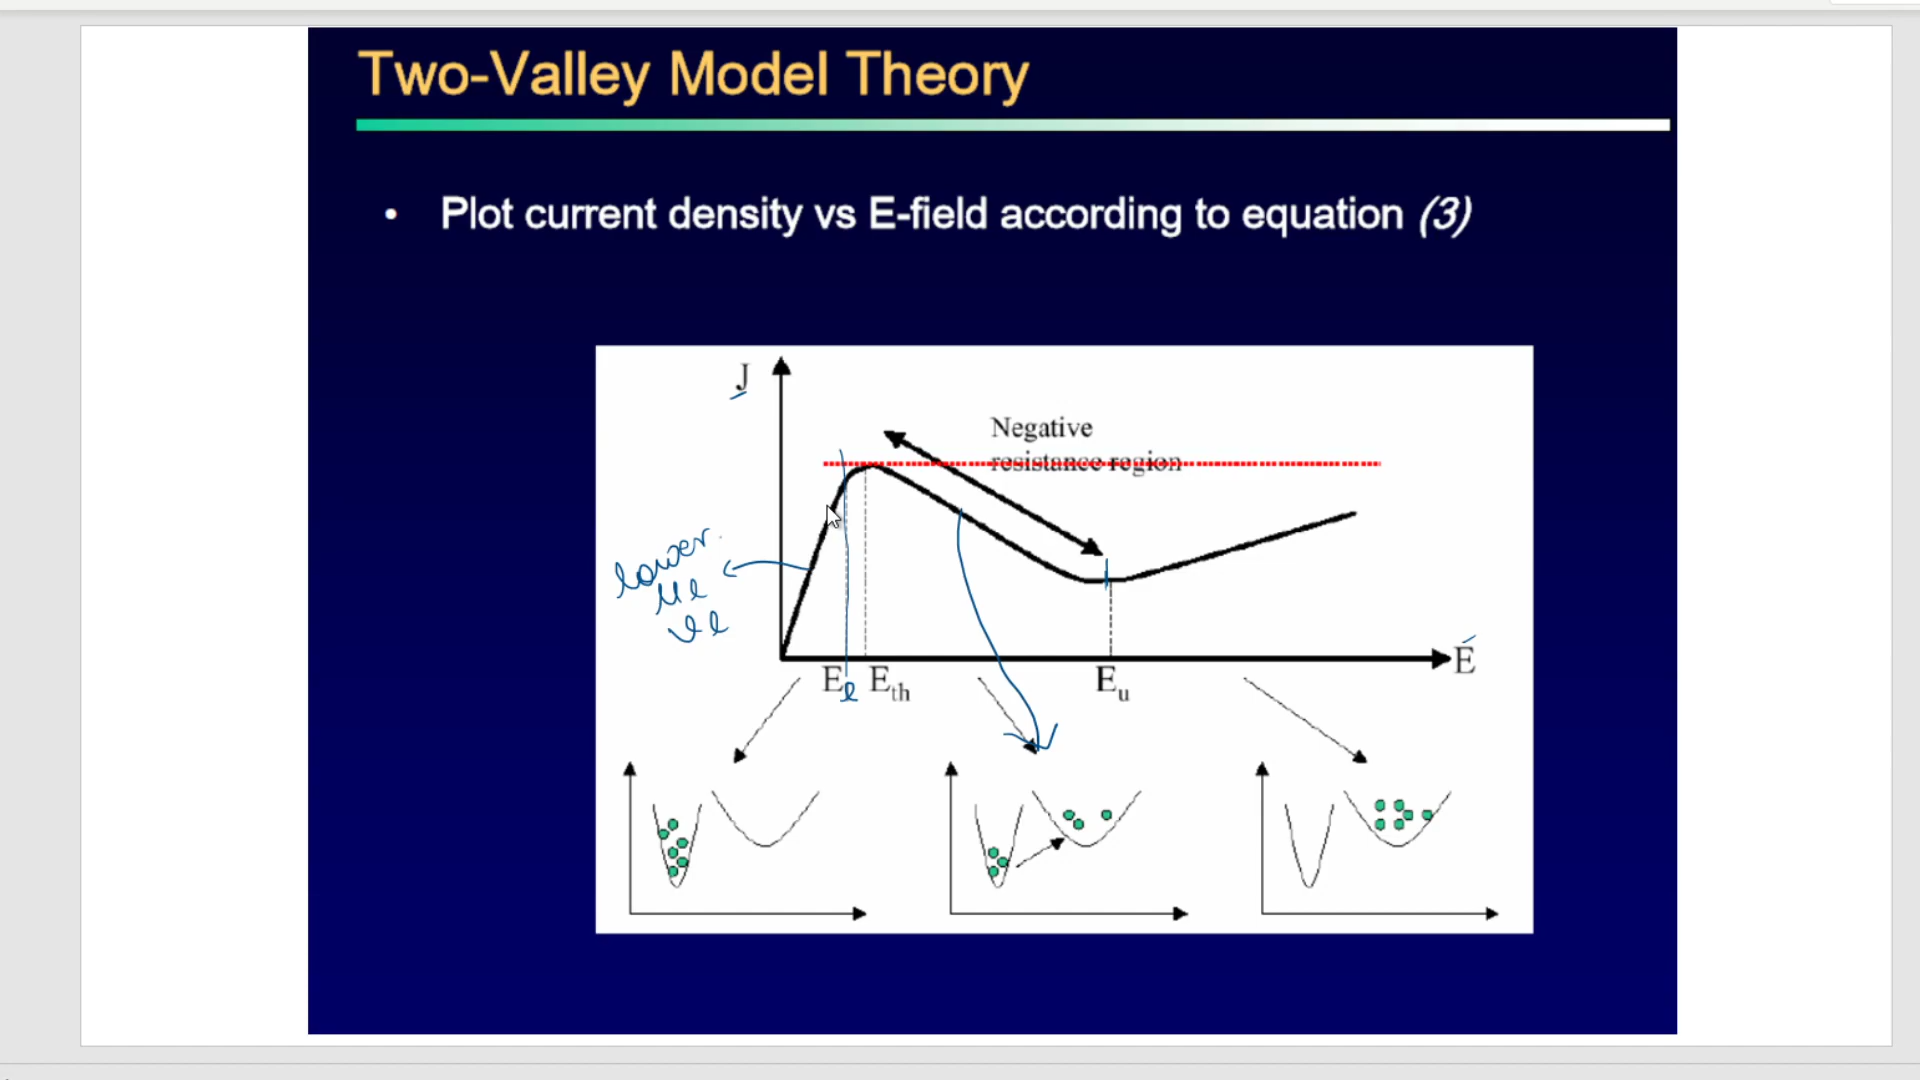 Two-Valley Model Theory
• Plot current density vs E-field according to equation (3)
J
Negative
resistance region
lower.
μl
El Eth Eu
E